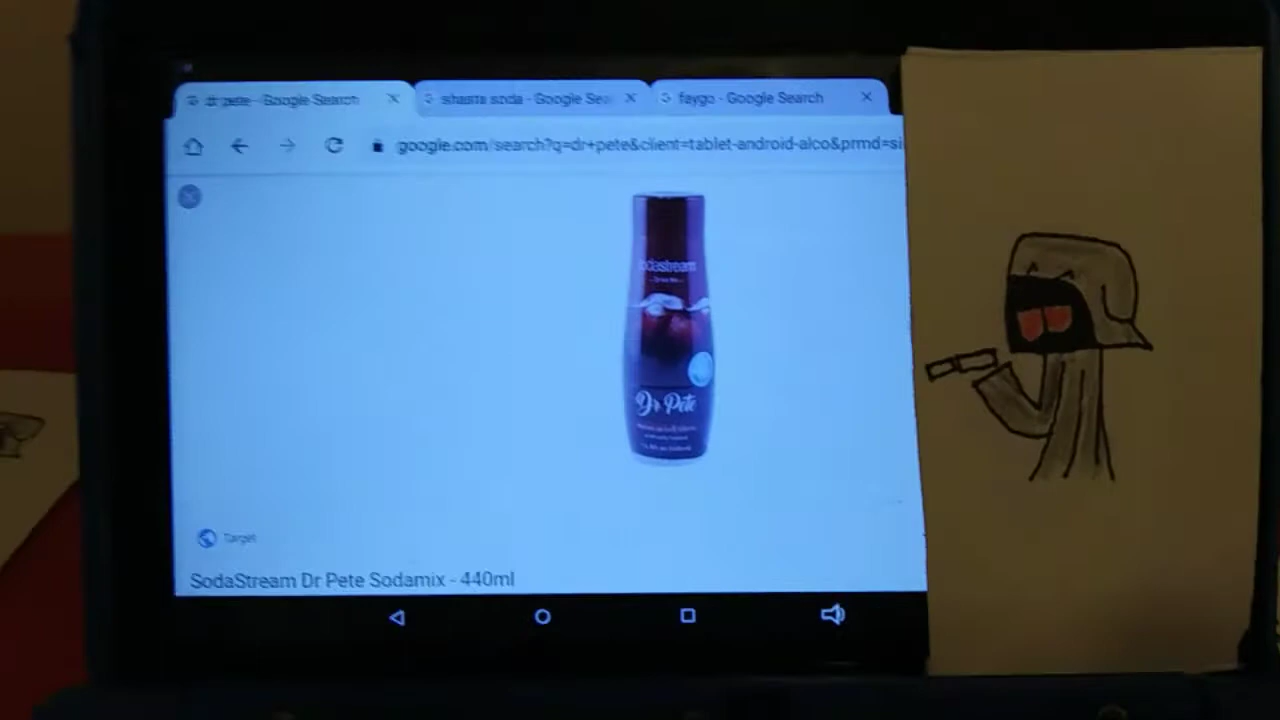 dr pete - Google Search
shasta soda - Google Sea
faygo - Google Search
google.com/search?q=dr+pete&client=tablet-android-alco&prmd=si
sodastream
Dr Pete
Target
SodaStream Dr Pete Sodamix - 440ml